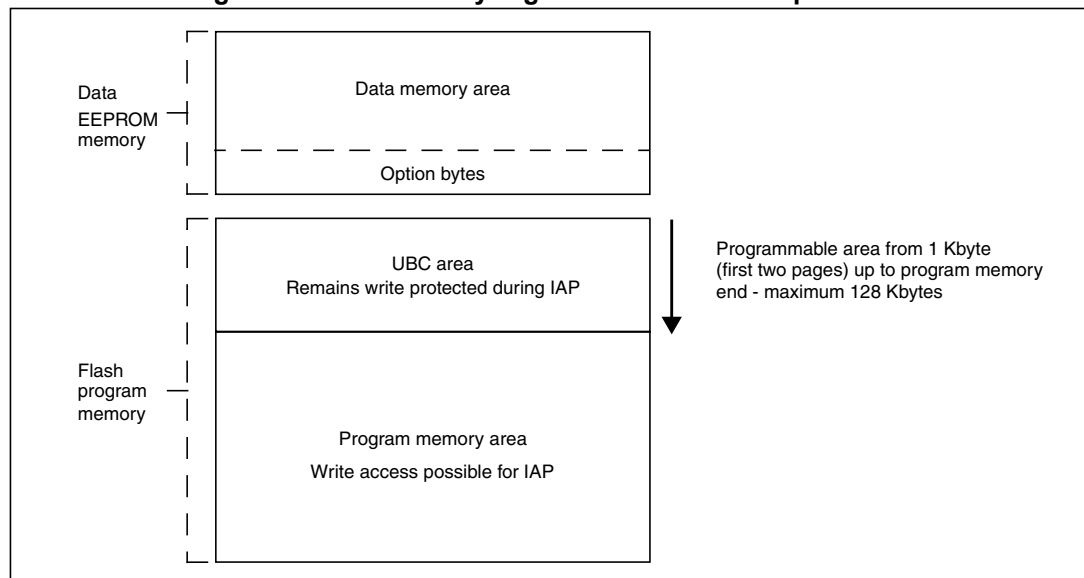 Data memory area
Data
EEPROM
memory
Option bytes
UBC area
Remains write protected during IAP
Programmable area from 1 Kbyte
(first two pages) up to program memory
end - maximum 128 Kbytes
Flash
program
memory
Program memory area
Write access possible for IAP